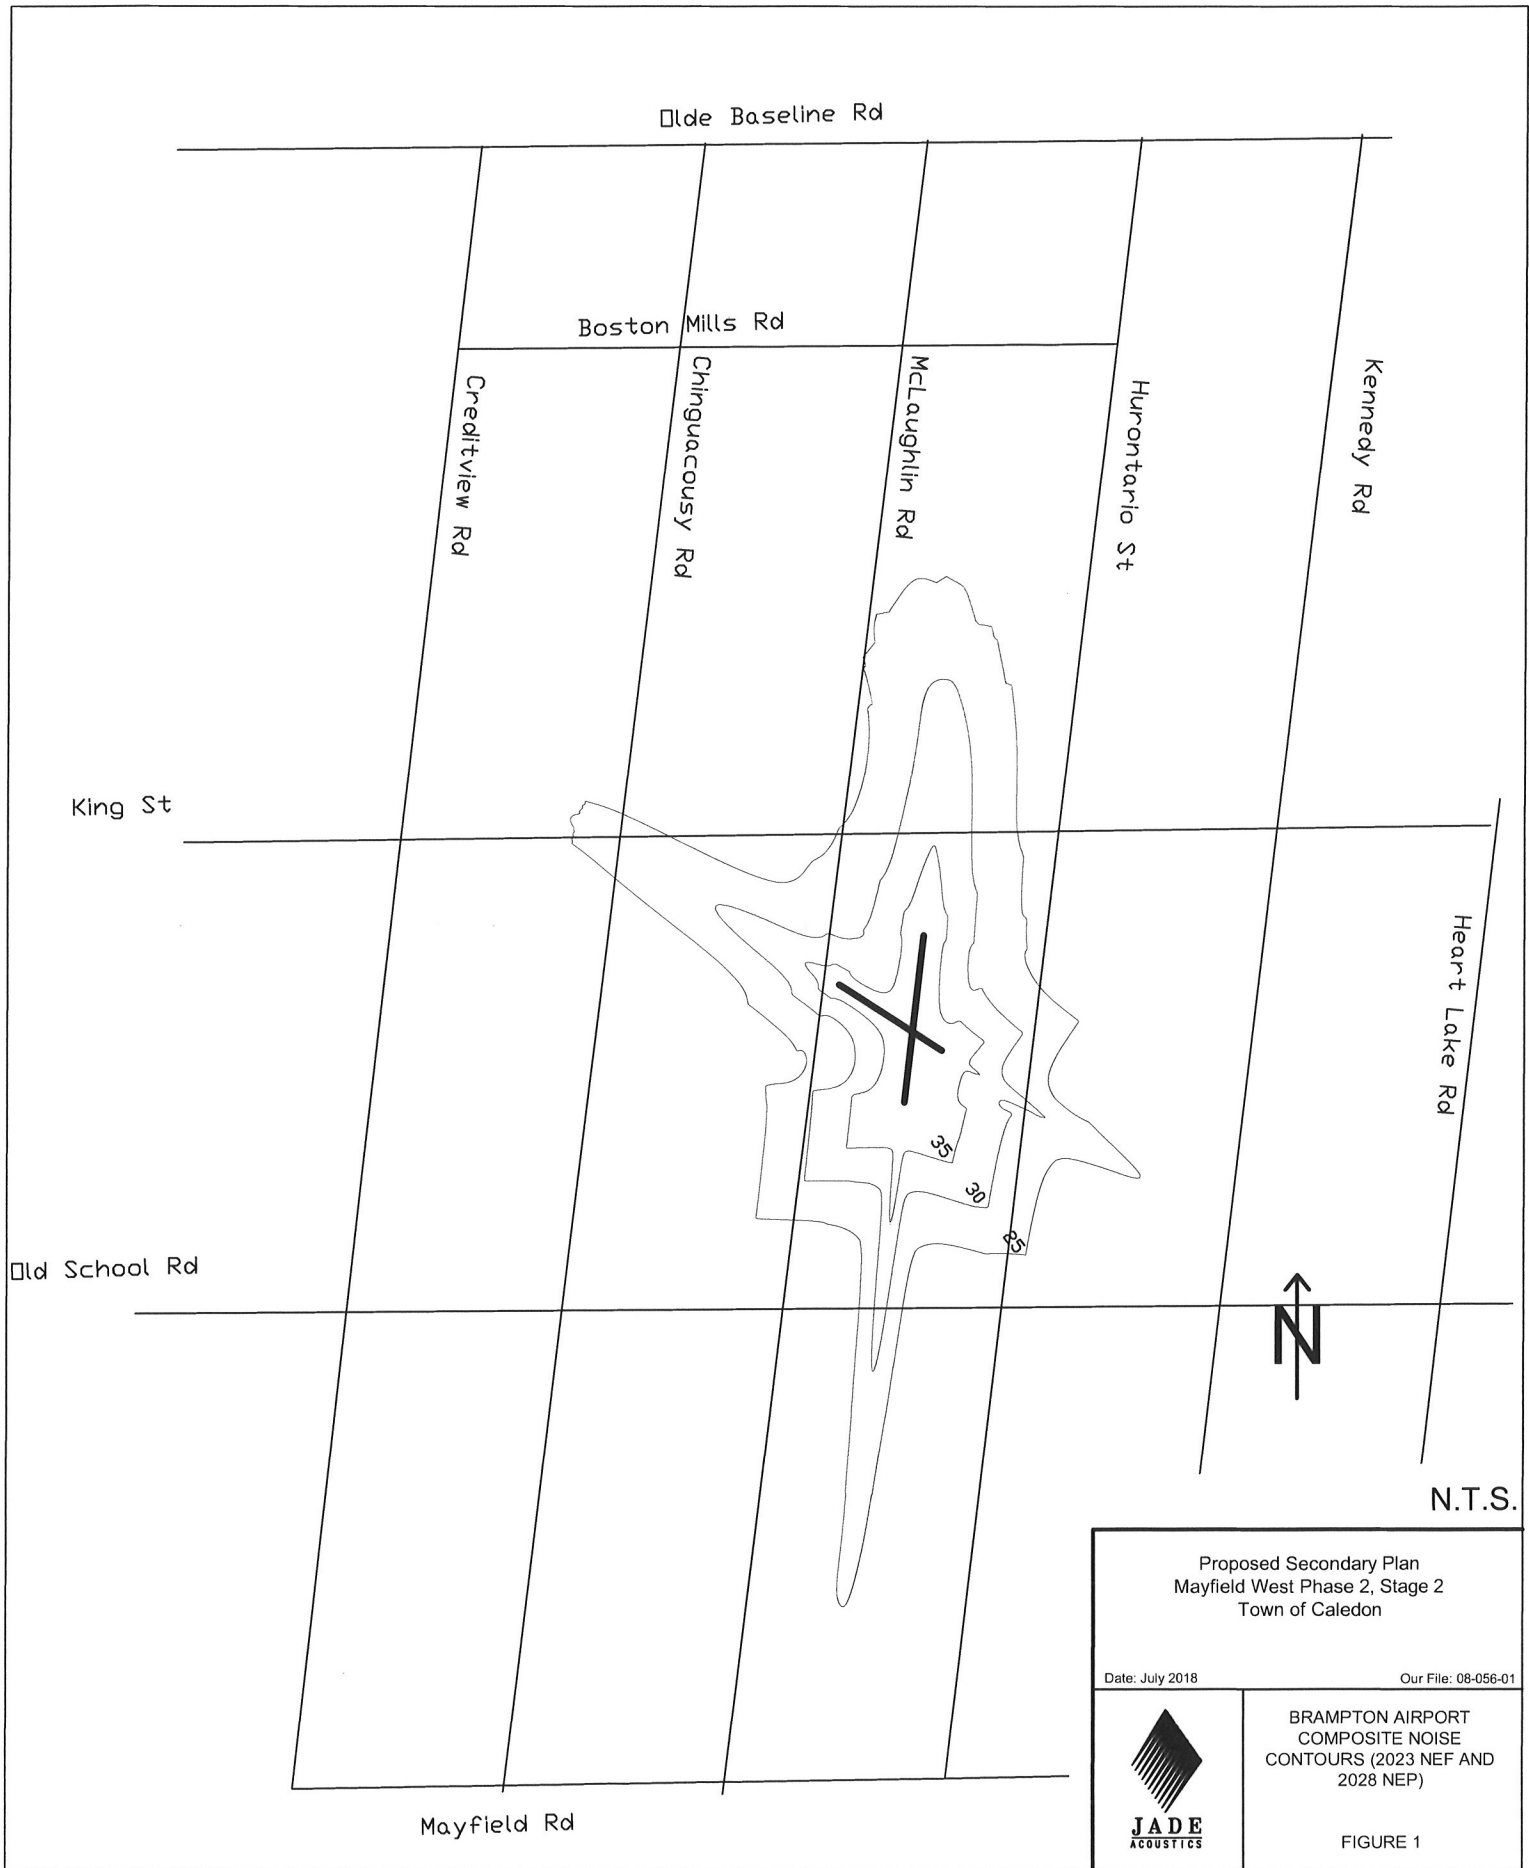 Olde Baseline Rd
Boston Mills Rd
Creditview Rd
Chinguacousy Rd
McLaughlin Rd
Hurontario St
Kennedy Rd
King St
Heart Lake Rd
35
30
25
Old School Rd
N
N.T.S.
Proposed Secondary Plan
Mayfield West Phase 2, Stage 2
Town of Caledon
Date: July 2018
Our File: 08-056-01
BRAMPTON AIRPORT
COMPOSITE NOISE
CONTOURS (2023 NEF AND
2028 NEP)
FIGURE 1
JADE
ACOUSTICS
Mayfield Rd